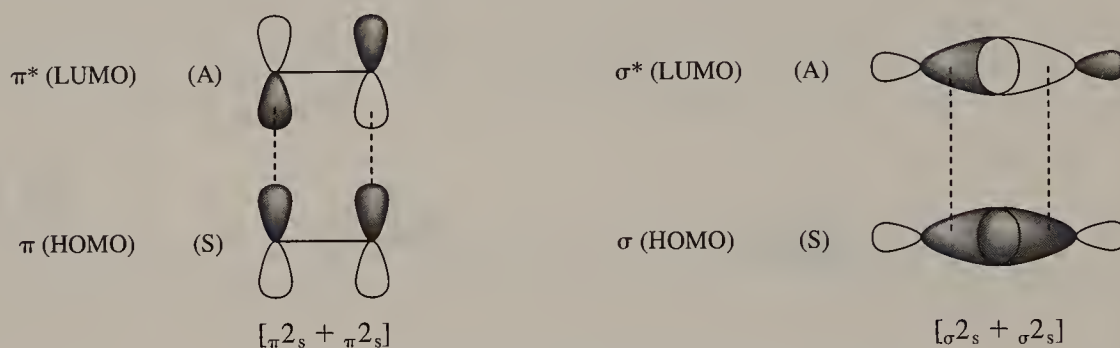 π* (LUMO) (A)
π (HOMO) (S)
[π2s + π2s]
σ* (LUMO) (A)
σ (HOMO) (S)
[σ2s + σ2s]